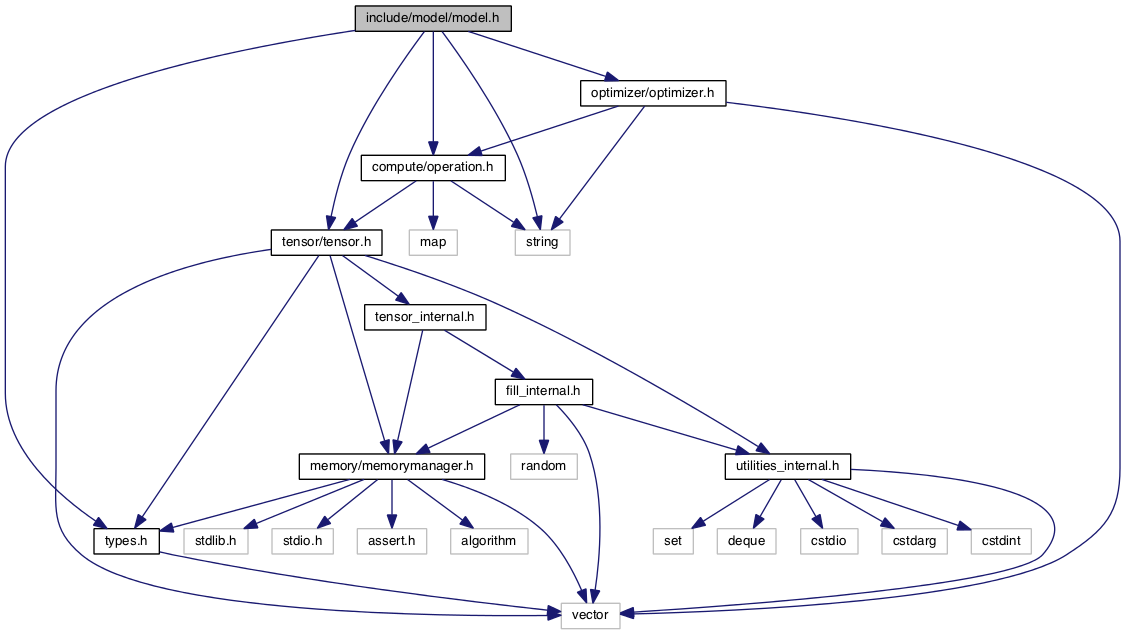 include/model/model.h
optimizer/optimizer.h
compute/operation.h
tensor/tensor.h
map
string
tensor_internal.h
fill_internal.h
memory/memorymanager.h
random
utilities_internal.h
types.h
stdlib.h
stdio.h
assert.h
algorithm
set
deque
cstdio
cstdarg
cstdint
vector